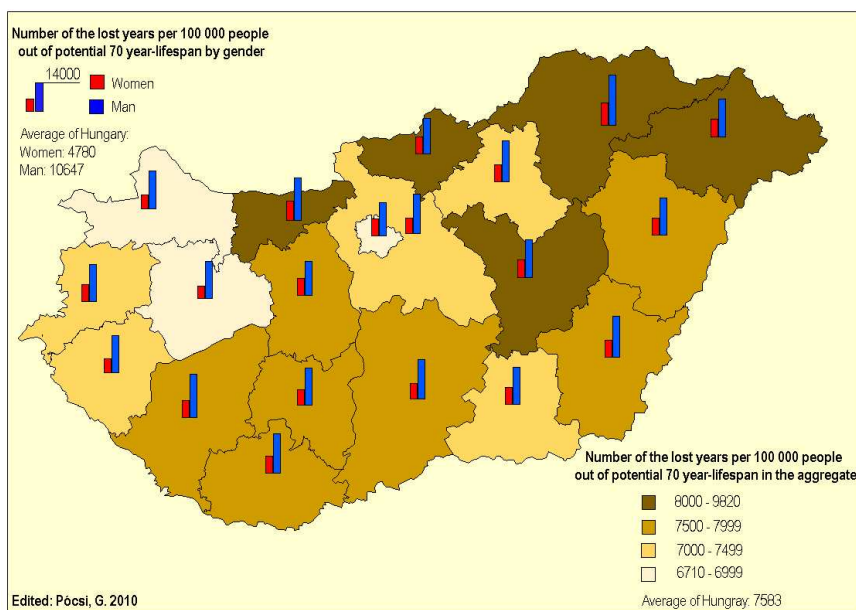 Number of the lost years per 100 000 people
out of potential 70 year-lifespan by gender
14000
Women
Man
Average of Hungary:
Women: 4780
Man: 10647
Number of the lost years per 100 000 people
out of potential 70 year-lifespan in the aggregate
8000 - 9820
7500 - 7999
7000 - 7499
6710 - 6999
Average of Hungray: 7583
Edited: Pócsi, G. 2010